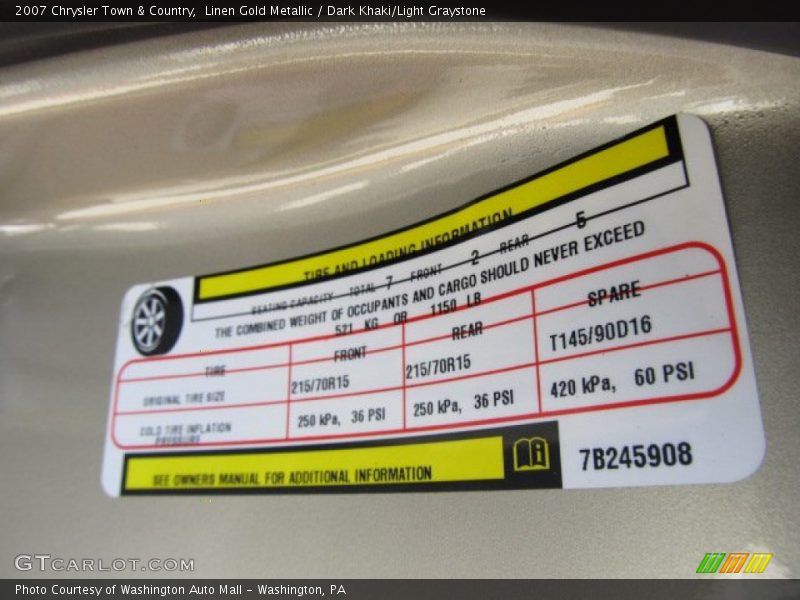 2007 Chrysler Town & Country, Linen Gold Metallic / Dark Khaki/Light Graystone
TIRE AND LOADING INFORMATION
SEATING CAPACITY TOTAL 7 FRONT 2 REAR 5
THE COMBINED WEIGHT OF OCCUPANTS AND CARGO SHOULD NEVER EXCEED
521 KG OR 1150 LB
TIRE FRONT REAR SPARE
ORIGINAL TIRE SIZE 215/70R15 215/70R15 T145/90D16
COLD TIRE INFLATION PRESSURE 250 kPa, 36 PSI 250 kPa, 36 PSI 420 kPa, 60 PSI
SEE OWNERS MANUAL FOR ADDITIONAL INFORMATION
7B245908
GTCARLOT.COM
Photo Courtesy of Washington Auto Mall - Washington, PA